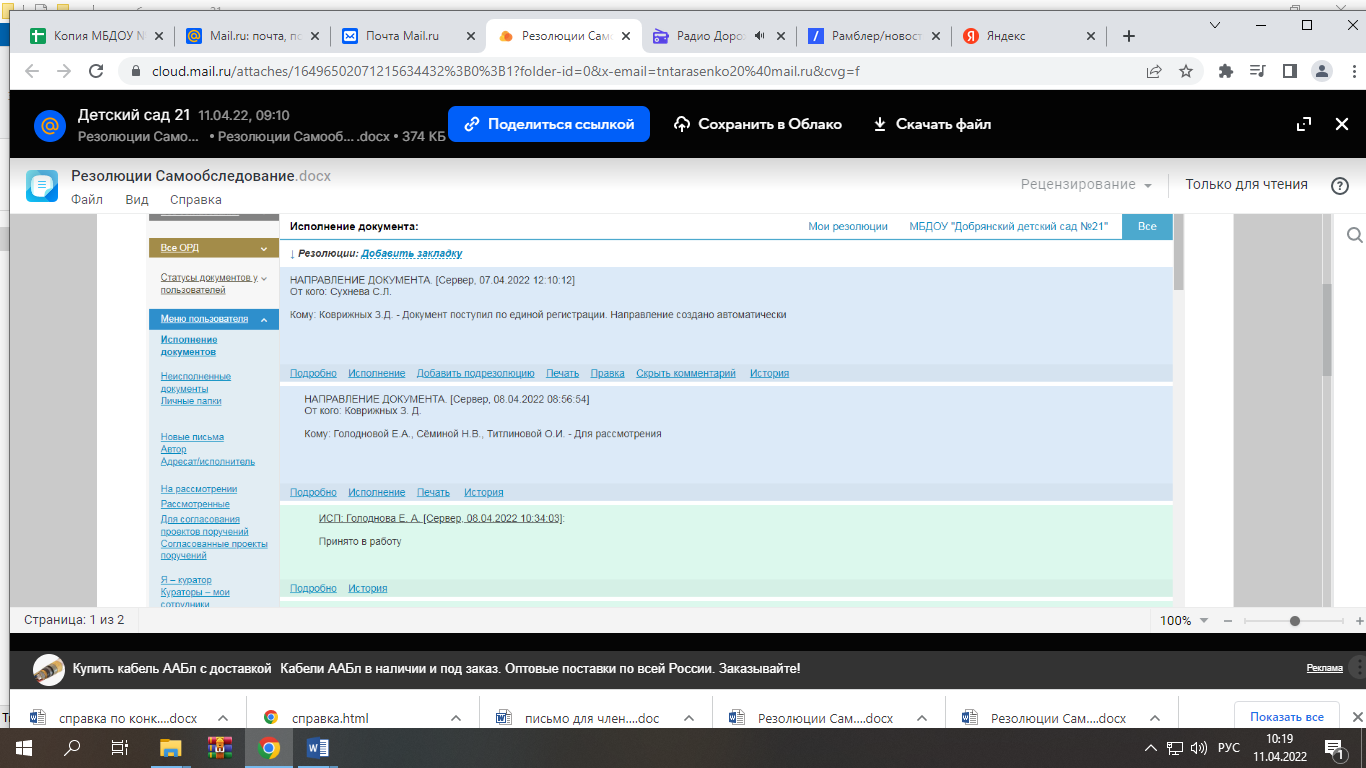 Копия МБДОУ N
Mail.ru: почта, по
Почта Mail.ru
Резолюции Само
Радио Дорож
Рамблер/новост
Яндекс
cloud.mail.ru/attaches/16496502071215634432%3B0%3B1?folder-id=0&x-email=tntarasenko20%40mail.ru&cvg=f
Детский сад 21 11.04.22, 09:10
Резолюции Само... • Резолюции Самооб... .docx • 374 КБ
Поделиться ссылкой
Сохранить в Облако
Скачать файл
Резолюции Самообследование.docx
Файл Вид Справка
Рецензирование
Только для чтения
Исполнение документа:
Мои резолюции
МБДОУ "Добрянский детский сад №21"
Все
Все ОРД
Статусы документов у
пользователей
Меню пользователя
Исполнение
документов
Неисполненные
документы
Личные папки
Новые письма
Автор
Адресат/исполнитель
На рассмотрении
Рассмотренные
Для согласования
проектов поручений
Согласованные проекты
поручений
Я – куратор
Кураторы – мои
сотрудники
↓ Резолюции: Добавить закладку
НАПРАВЛЕНИЕ ДОКУМЕНТА. [Сервер, 07.04.2022 12:10:12]
От кого: Сухнева С.Л.
Кому: Коврижных З.Д. - Документ поступил по единой регистрации. Направление создано автоматически
Подробно Исполнение Добавить подрезолюцию Печать Правка Скрыть комментарий История
НАПРАВЛЕНИЕ ДОКУМЕНТА. [Сервер, 08.04.2022 08:56:54]
От кого: Коврижных З. Д.
Кому: Голодновой Е.А., Сёминой Н.В., Титлиновой О.И. - Для рассмотрения
Подробно Исполнение Печать История
ИСП: Голоднова Е. А. [Сервер, 08.04.2022 10:34:03]:
Принято в работу
Подробно История
Страница: 1 из 2
100%
Купить кабель ААБл с доставкой Кабели ААБл в наличии и под заказ. Оптовые поставки по всей России. Заказывайте!
Реклама
справка по конк....docx
справка.html
письмо для член....doc
Резолюции Сам....docx
Резолюции Сам....docx
Показать все
РУС
10:19
11.04.2022
1